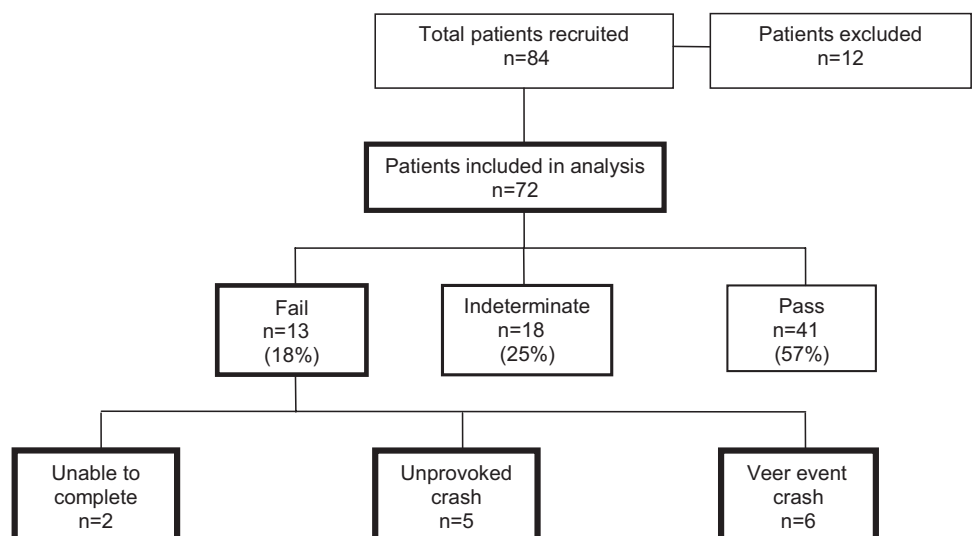 Total patients recruited
n=84
Patients excluded
n=12
Patients included in analysis
n=72
Fail
n=13
(18%)
Indeterminate
n=18
(25%)
Pass
n=41
(57%)
Unable to
complete
n=2
Unprovoked
crash
n=5
Veer event
crash
n=6